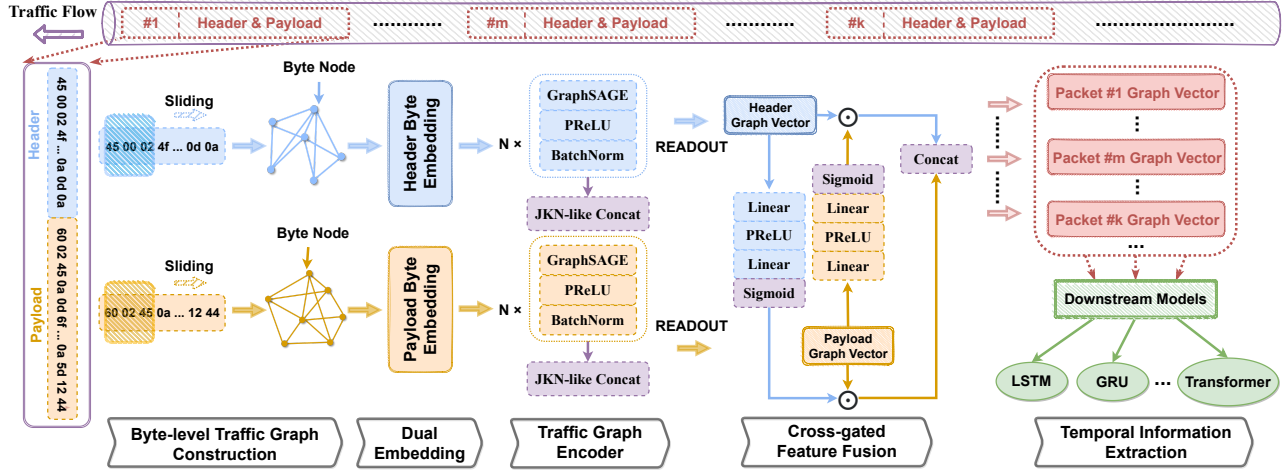 Traffic Flow
#1 Header & Payload ............... #m Header & Payload ............ #k Header & Payload .......................
Header
45 00 02 4f ... 0a 0d 0a
Payload
60 02 45 0a 0d 6f ... 0a 5d 12 44
Sliding
45 00 02 4f ... 0d 0a
Byte Node
Header Byte
Embedding
N ×
GraphSAGE
PReLU
BatchNorm
JKN-like Concat
READOUT
Sliding
60 02 45 0a ... 12 44
Byte Node
Payload Byte
Embedding
N ×
GraphSAGE
PReLU
BatchNorm
JKN-like Concat
READOUT
Header
Graph Vector
Linear
PReLU
Linear
Sigmoid
Sigmoid
Linear
PReLU
Linear
Payload
Graph Vector
Concat
Packet #1 Graph Vector
Packet #m Graph Vector
Packet #k Graph Vector
...
Downstream Models
LSTM
GRU
...
Transformer
Byte-level Traffic Graph
Construction
Dual
Embedding
Traffic Graph
Encoder
Cross-gated
Feature Fusion
Temporal Information
Extraction